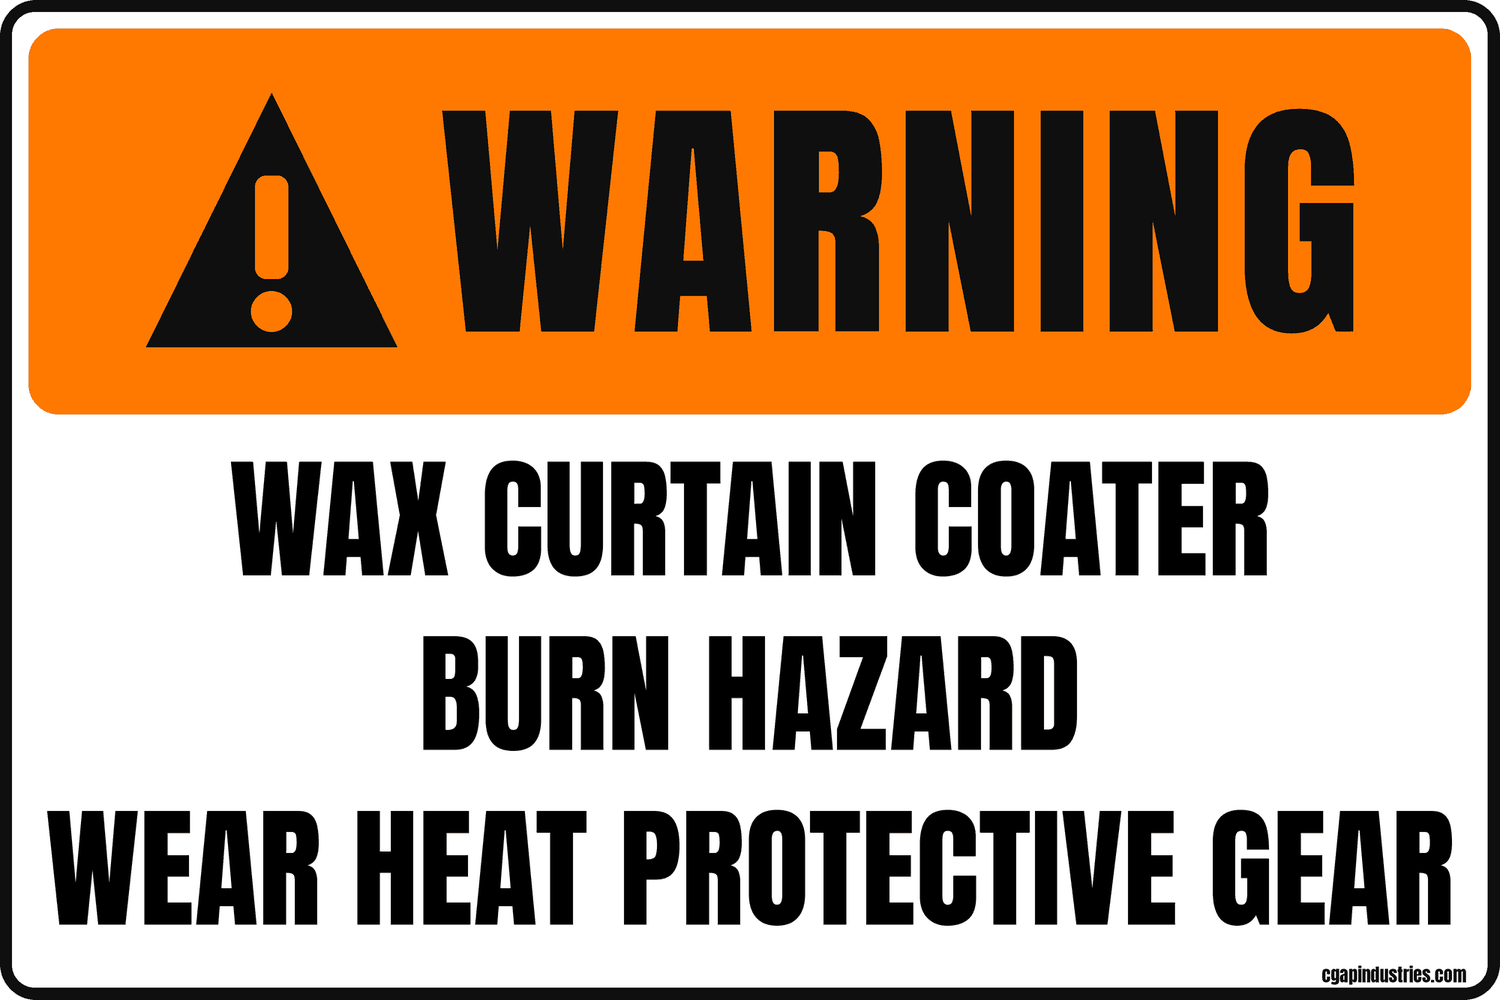 WARNING
WAX CURTAIN COATER
BURN HAZARD
WEAR HEAT PROTECTIVE GEAR
cgapindustries.com